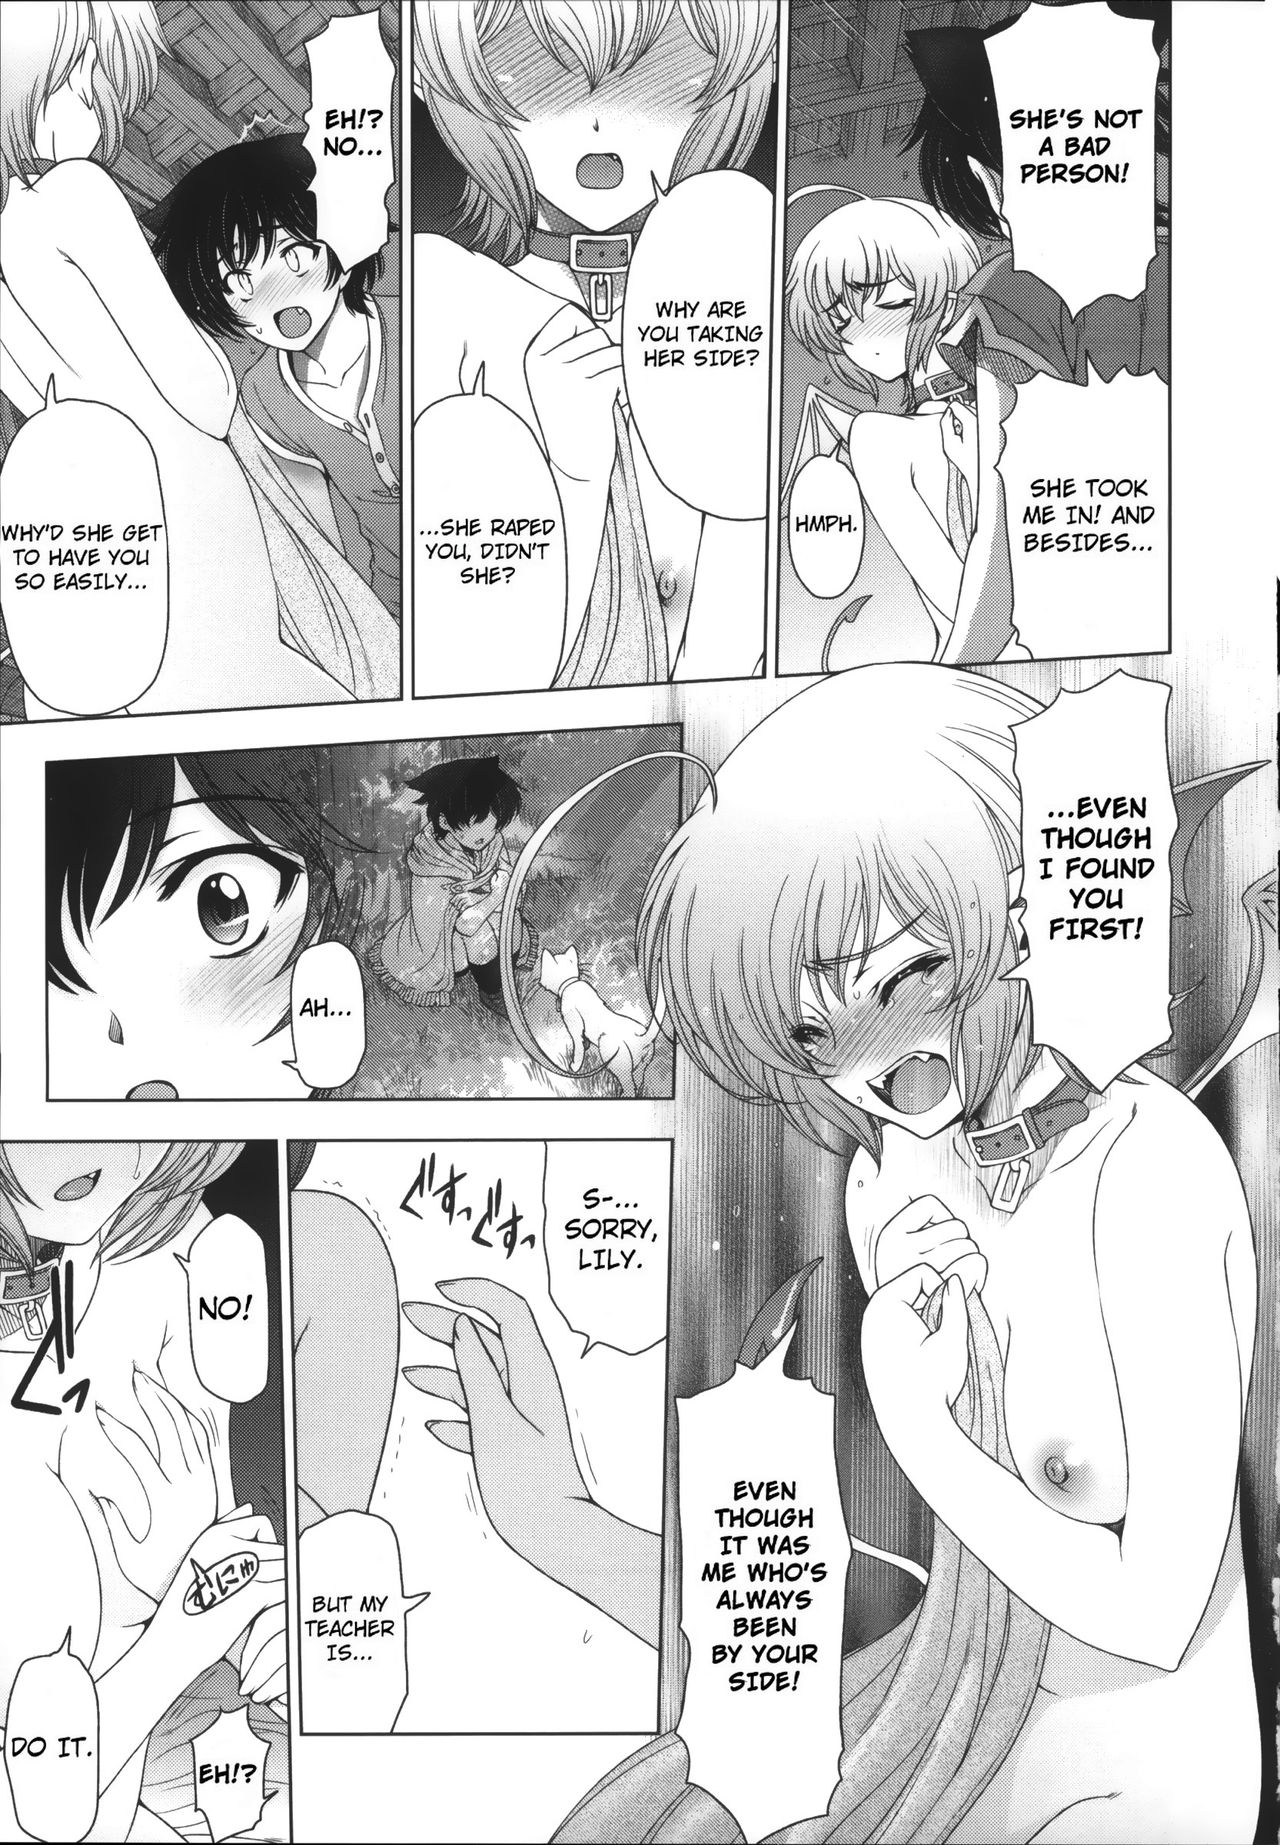 SHE'S NOT
A BAD
PERSON!
SHE TOOK
ME IN! AND
BESIDES...
HMPH.
WHY ARE
YOU TAKING
HER SIDE?
...SHE RAPED
YOU, DIDN'T
SHE?
EH!?
NO...
WHY'D SHE GET
TO HAVE YOU
SO EASILY...
...EVEN
THOUGH
I FOUND
YOU
FIRST!
AH...
EVEN
THOUGH
IT WAS
ME WHO'S
ALWAYS
BEEN
BY YOUR
SIDE!
S-...
SORRY,
LILY.
ぐすっ
ぐすっ
BUT MY
TEACHER
IS...
NO!
ぐっ
むにゅ
DO IT.
EH!?